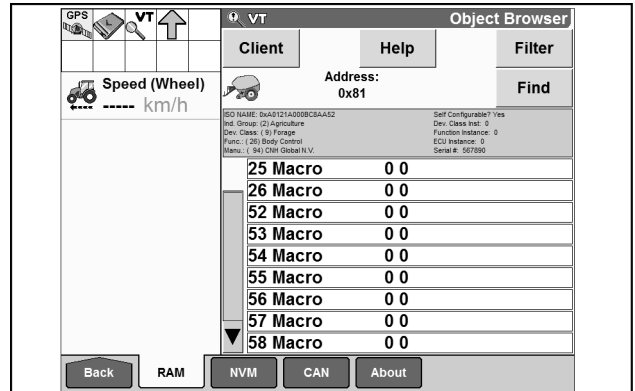 GPS VT
VT Object Browser
Client Help Filter
Address:
0x81
Find
Speed (Wheel)
----- km/h
ISO NAME: 0xA0121A000BC8AA52 Self Configurable? Yes
Ind. Group: (2) Agriculture Dev. Class Inst: 0
Dev. Class: ( 9) Forage Function Instance: 0
Func.: ( 26) Body Control ECU Instance: 0
Manu.: ( 94) CNH Global N.V. Serial #: 567890
25 Macro 0 0
26 Macro 0 0
52 Macro 0 0
53 Macro 0 0
54 Macro 0 0
55 Macro 0 0
56 Macro 0 0
57 Macro 0 0
58 Macro 0 0
Back RAM NVM CAN About